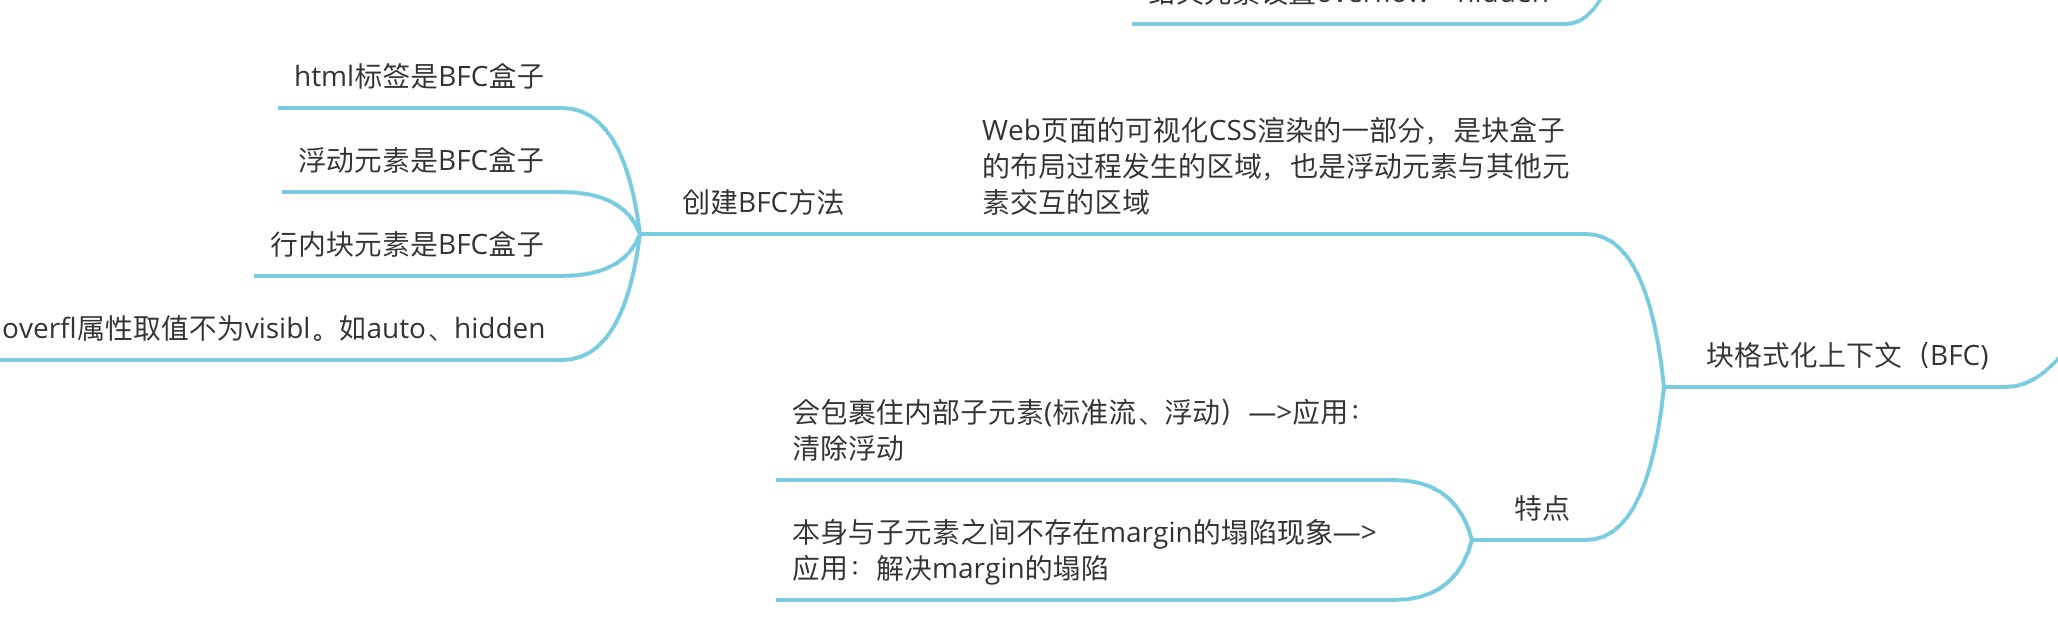 hidden
html标签是BFC盒子
浮动元素是BFC盒子
行内块元素是BFC盒子
overfl属性取值不为visibl。如auto、hidden
创建BFC方法
Web页面的可视化CSS渲染的一部分，是块盒子
的布局过程发生的区域，也是浮动元素与其他元
素交互的区域
块格式化上下文（BFC)
会包裹住内部子元素(标准流、浮动）—>应用：
清除浮动
本身与子元素之间不存在margin的塌陷现象—>
应用：解决margin的塌陷
特点